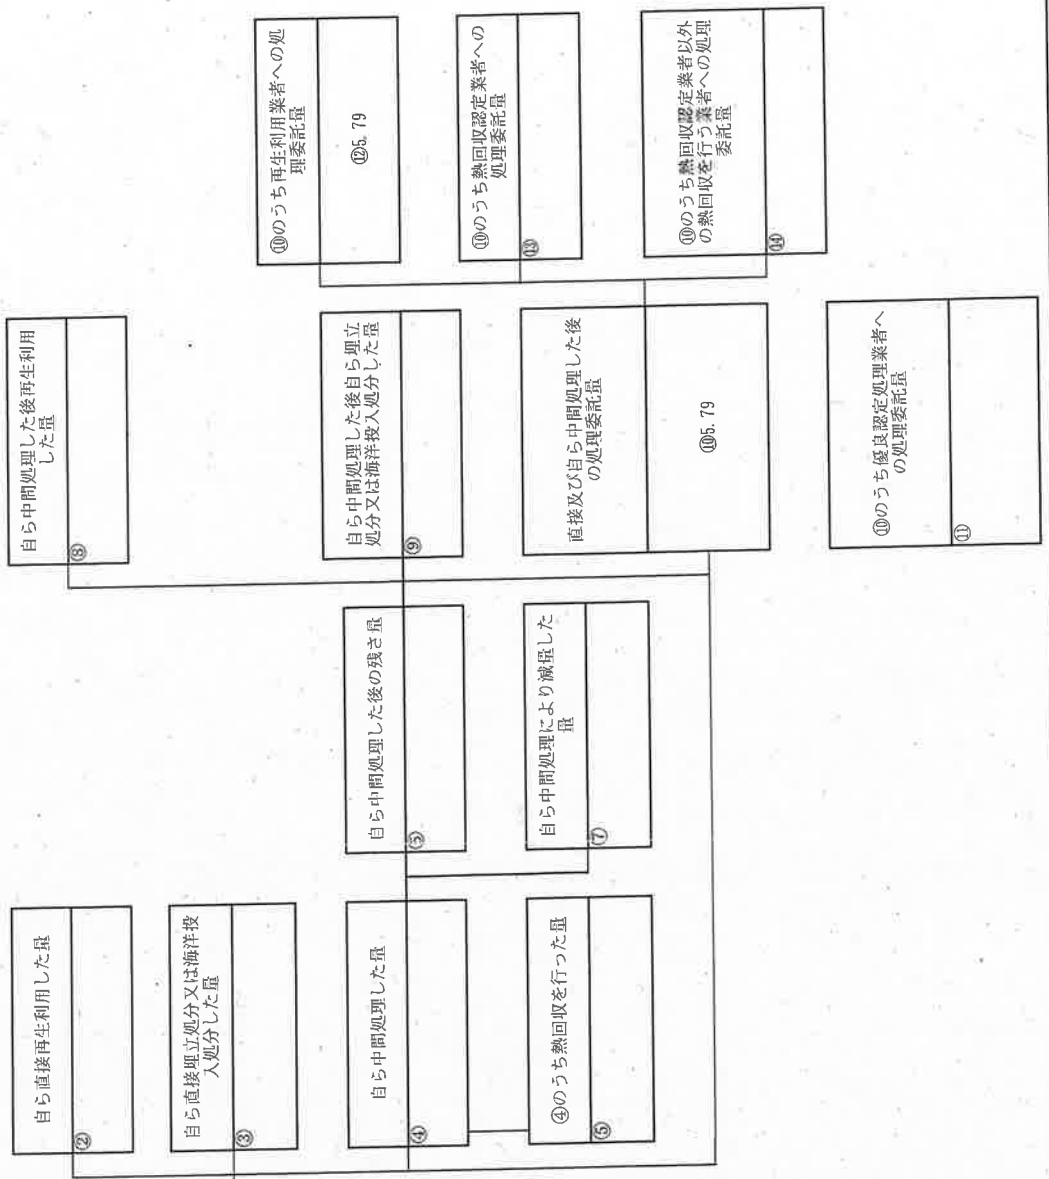 自ら直接再生利用した量
②
自ら直接埋立処分又は海洋投
入処分した量
③
自ら中間処理した量
④
④のうち熱回収を行った量
⑤
自ら中間処理した後の残さ量
⑤
自ら中間処理により減量した
量
⑦
自ら中間処理した後再生利用
した量
⑧
自ら中間処理した後自ら埋立
処分又は海洋投入処分した量
⑨
直接及び自ら中間処理した後
の処理委託量
⑩5.79
⑩のうち優良認定処理業者へ
の処理委託量
⑪
⑩のうち再生利用業者への処
理委託量
⑫5.79
⑩のうち熱回収認定業者への
処理委託量
⑬
⑩のうち熱回収認定業者以外
の熱回収を行う業者への処理
委託量
⑭